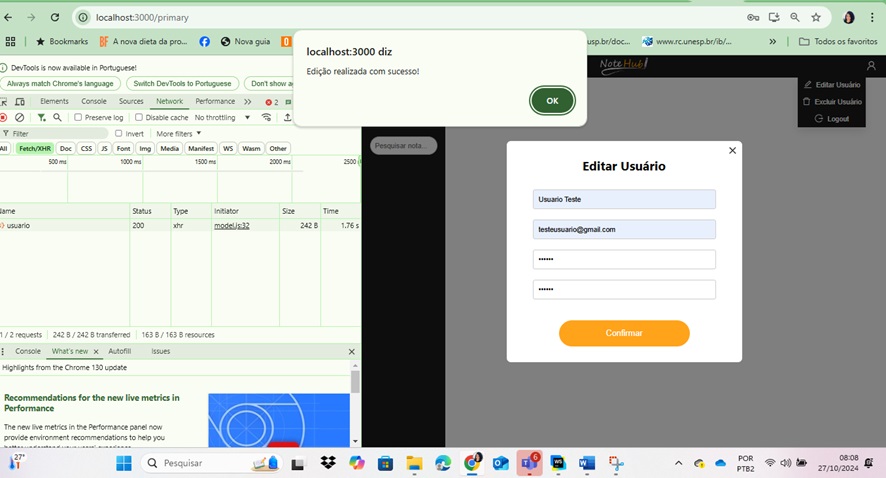 localhost:3000/primary
Bookmarks
A nova dieta da pro...
Nova guia
usp.br/doc...
www.rc.unesp.br/ib/...
»
Todos os favoritos
localhost:3000 diz
Edição realizada com sucesso!
OK
DevTools is now available in Portuguese!
Always match Chrome's language
Switch DevTools to Portuguese
Don't show ag
Elements
Console
Sources
Network
Performance
»
2
Preserve log
Disable cache
No throttling
Filter
Invert
More filters
All
Fetch/XHR
Doc
CSS
JS
Font
Img
Media
Manifest
WS
Wasm
Other
500 ms
1000 ms
1500 ms
2000 ms
2500
Name
Status
Type
Initiator
Size
Time
usuario
200
xhr
model.js:32
242 B
1.76 s
1 / 2 requests
242 B / 242 B transferred
163 B / 163 B resources
Console
What's new
Autofill
Issues
Highlights from the Chrome 130 update
Recommendations for the new live metrics in
Performance
The new live metrics in the Performance panel now
provide environment recommendations to help you
NoteHub!
Editar Usuário
Excluir Usuário
Logout
Pesquisar nota...
Editar Usuário
Usuario Teste
testeusuario@gmail.com
••••••
••••••
Confirmar
27°
Pesquisar
6
POR
PTB2
08:08
27/10/2024